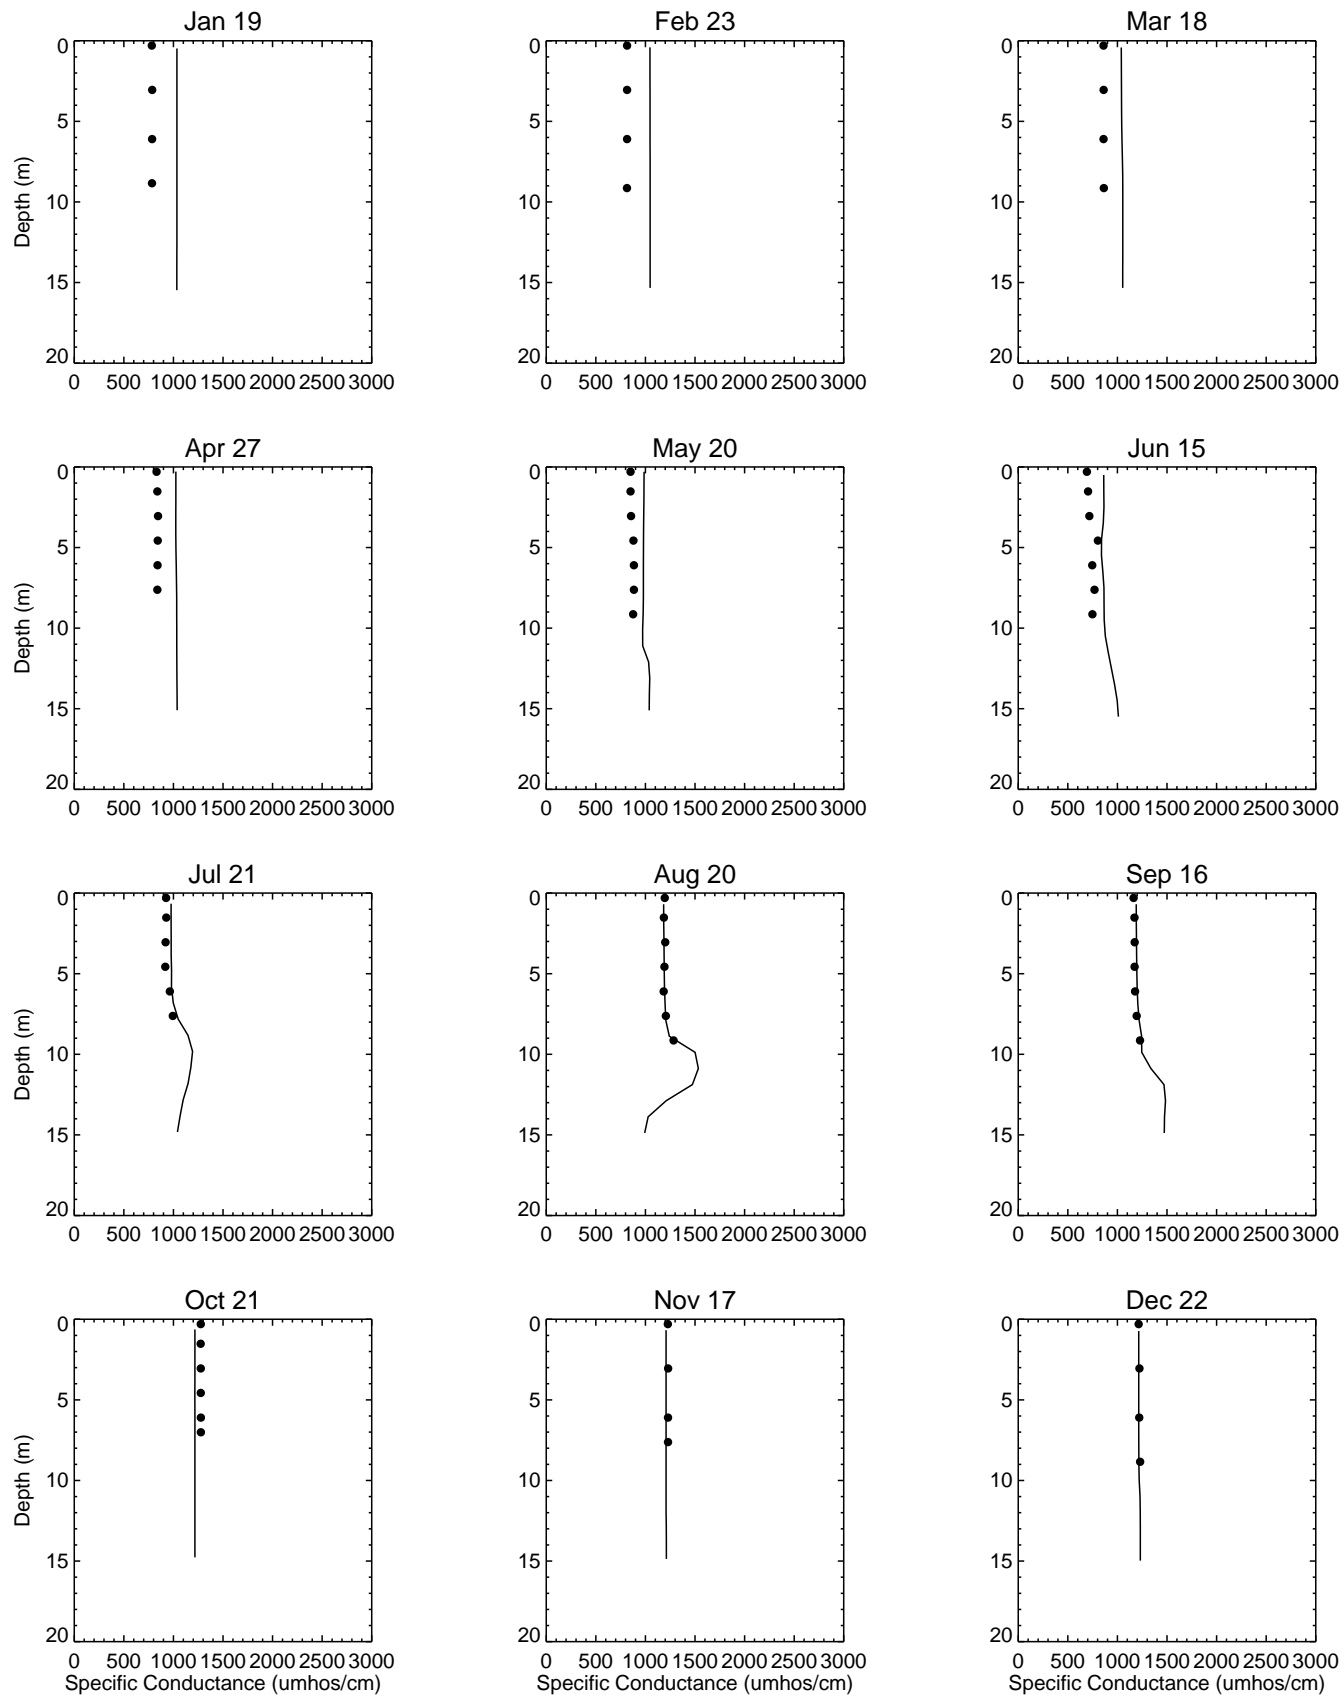 Jan 19 Feb 23 Mar 18
0 0 0
5 5 5
Depth (m)
10 10 10
15 15 15
20 20 20
0 500 1000 1500 2000 2500 3000 0 500 1000 1500 2000 2500 3000 0 500 1000 1500 2000 2500 3000
Apr 27 May 20 Jun 15
0 0 0
5 5 5
Depth (m)
10 10 10
15 15 15
20 20 20
0 500 1000 1500 2000 2500 3000 0 500 1000 1500 2000 2500 3000 0 500 1000 1500 2000 2500 3000
Jul 21 Aug 20 Sep 16
0 0 0
5 5 5
Depth (m)
10 10 10
15 15 15
20 20 20
0 500 1000 1500 2000 2500 3000 0 500 1000 1500 2000 2500 3000 0 500 1000 1500 2000 2500 3000
Oct 21 Nov 17 Dec 22
0 0 0
5 5 5
Depth (m)
10 10 10
15 15 15
20 20 20
0 500 1000 1500 2000 2500 3000 0 500 1000 1500 2000 2500 3000 0 500 1000 1500 2000 2500 3000
Specific Conductance (umhos/cm) Specific Conductance (umhos/cm) Specific Conductance (umhos/cm)